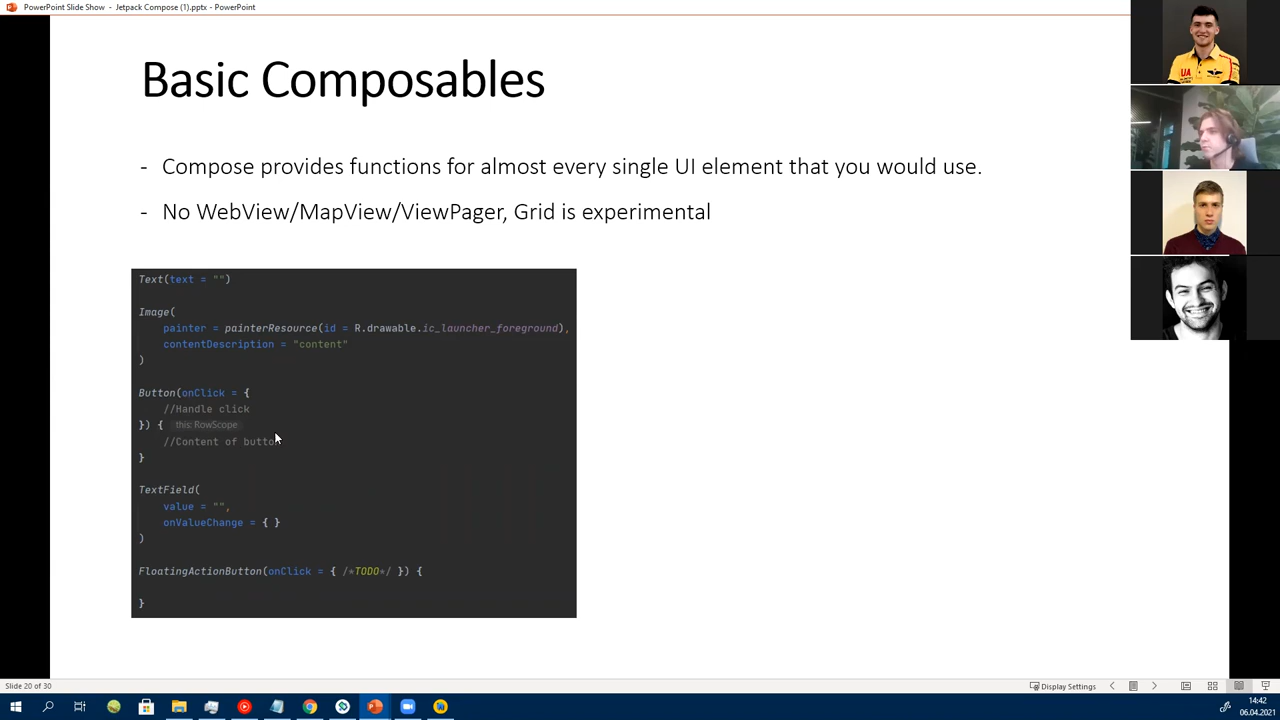 PowerPoint Slide Show - Jetpack Compose (1).pptx - PowerPoint
Basic Composables
- Compose provides functions for almost every single UI element that you would use.
- No WebView/MapView/ViewPager, Grid is experimental
Text(text = "")
Image(
painter = painterResource(id = R.drawable.ic_launcher_foreground),
contentDescription = "content"
)
Button(onClick = {
//Handle click
}) { this: RowScope
//Content of button
}
TextField(
value = "",
onValueChange = { }
)
FloatingActionButton(onClick = { /*TODO*/ }) {
}
UA
Slide 20 of 30
Display Settings
14:42
06.04.2021